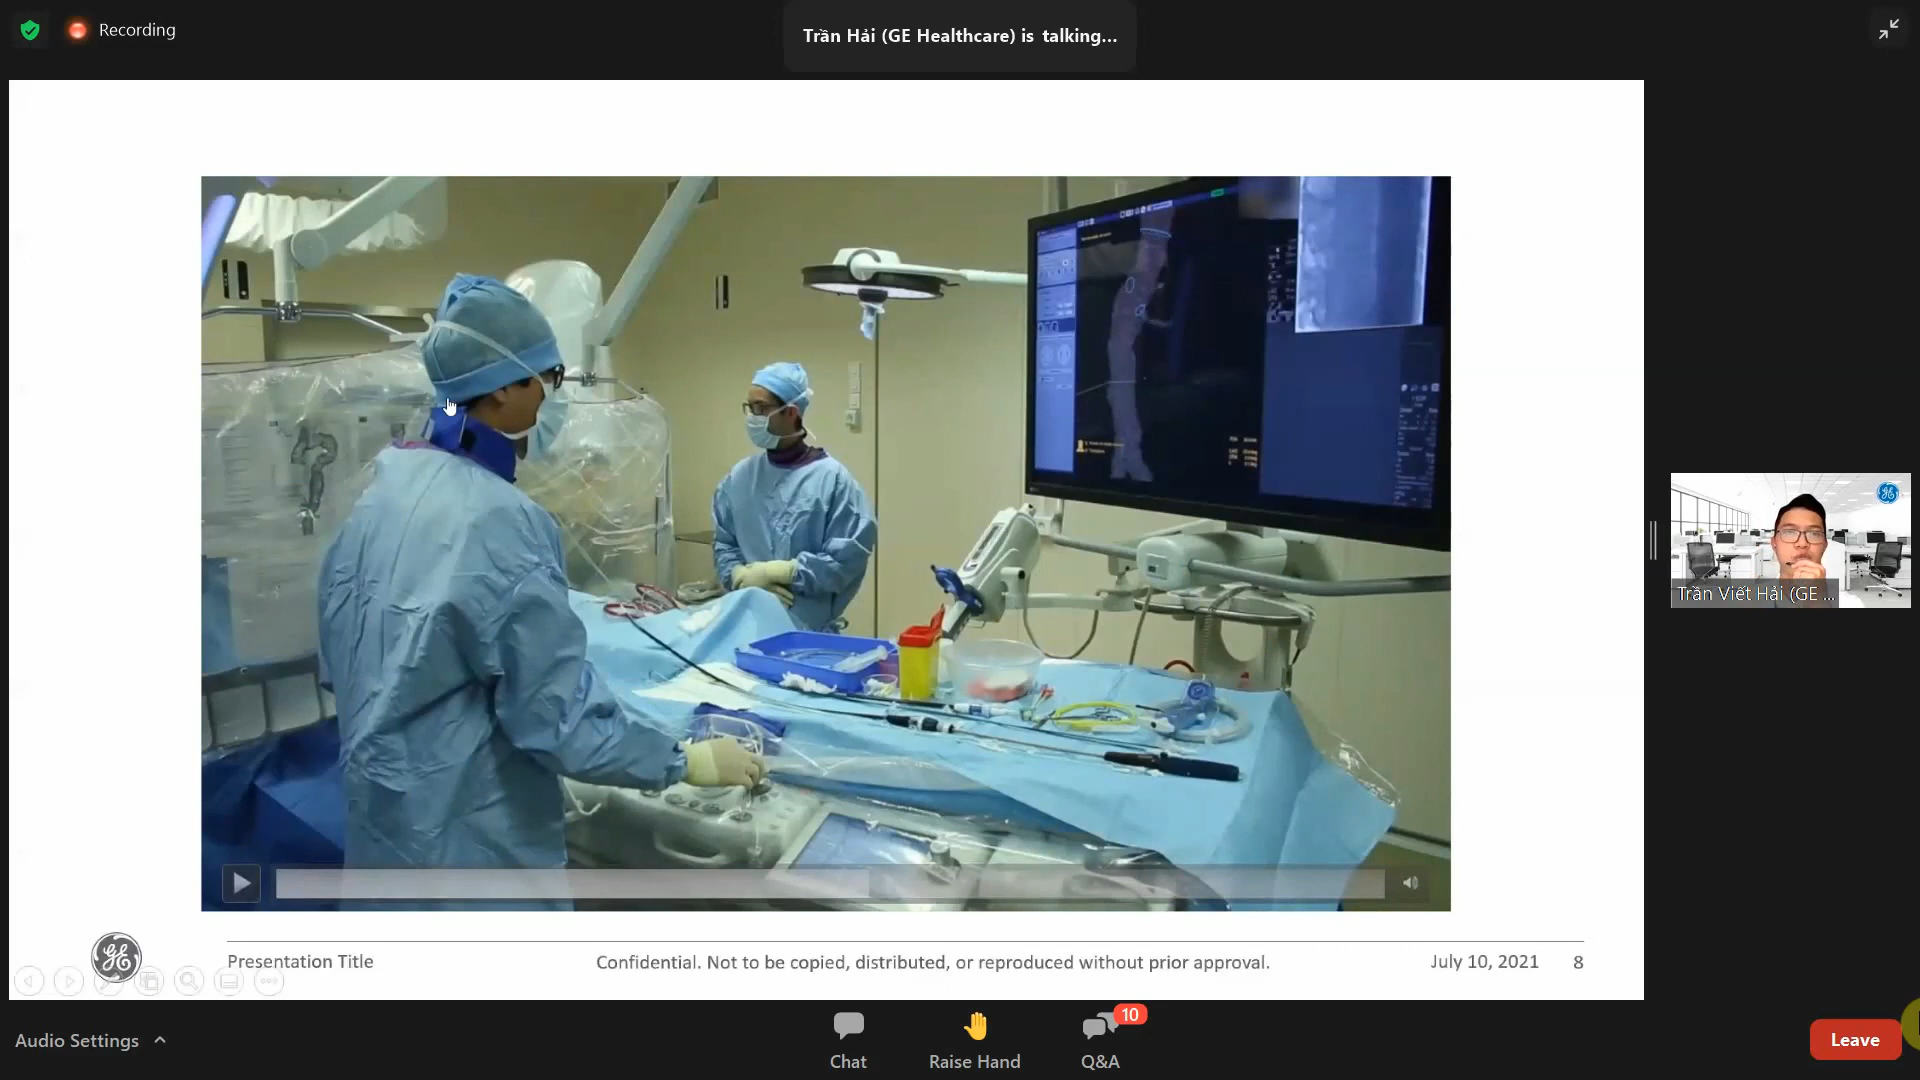 Recording
Trần Hải (GE Healthcare) is talking...
Trần Viết Hải (GE ...
Presentation Title
Confidential. Not to be copied, distributed, or reproduced without prior approval.
July 10, 2021
8
Audio Settings
Chat
Raise Hand
Q&A
10
Leave